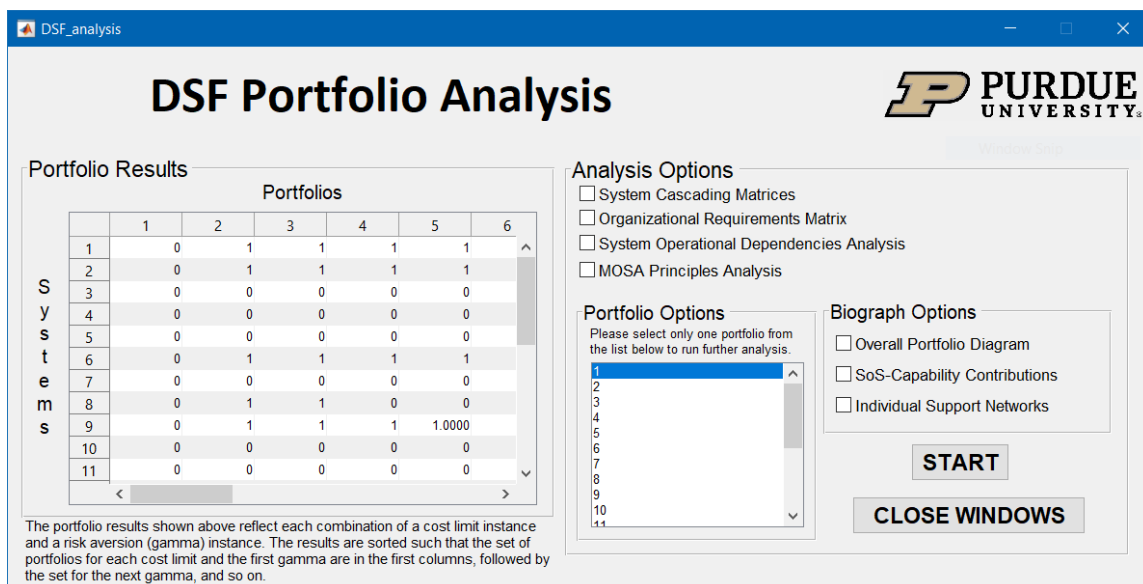 DSF_analysis
DSF Portfolio Analysis
PURDUE
UNIVERSITY®
Portfolio Results
Portfolios
1 2 3 4 5 6
1 0 1 1 1 1
2 0 1 1 1 1
3 0 0 0 0 0
4 0 0 0 0 0
5 0 0 0 0 0
6 0 1 1 1 1
7 0 0 0 0 0
8 0 1 1 0 0
9 0 1 1 1 1.0000
10 0 0 0 0 0
11 0 0 0 0 0
Systems
The portfolio results shown above reflect each combination of a cost limit instance
and a risk aversion (gamma) instance. The results are sorted such that the set of
portfolios for each cost limit and the first gamma are in the first columns, followed by
the set for the next gamma, and so on.
Analysis Options
System Cascading Matrices
Organizational Requirements Matrix
System Operational Dependencies Analysis
MOSA Principles Analysis
Portfolio Options
Please select only one portfolio from
the list below to run further analysis.
1
2
3
4
5
6
7
8
9
10
11
Biograph Options
Overall Portfolio Diagram
SoS-Capability Contributions
Individual Support Networks
START
CLOSE WINDOWS